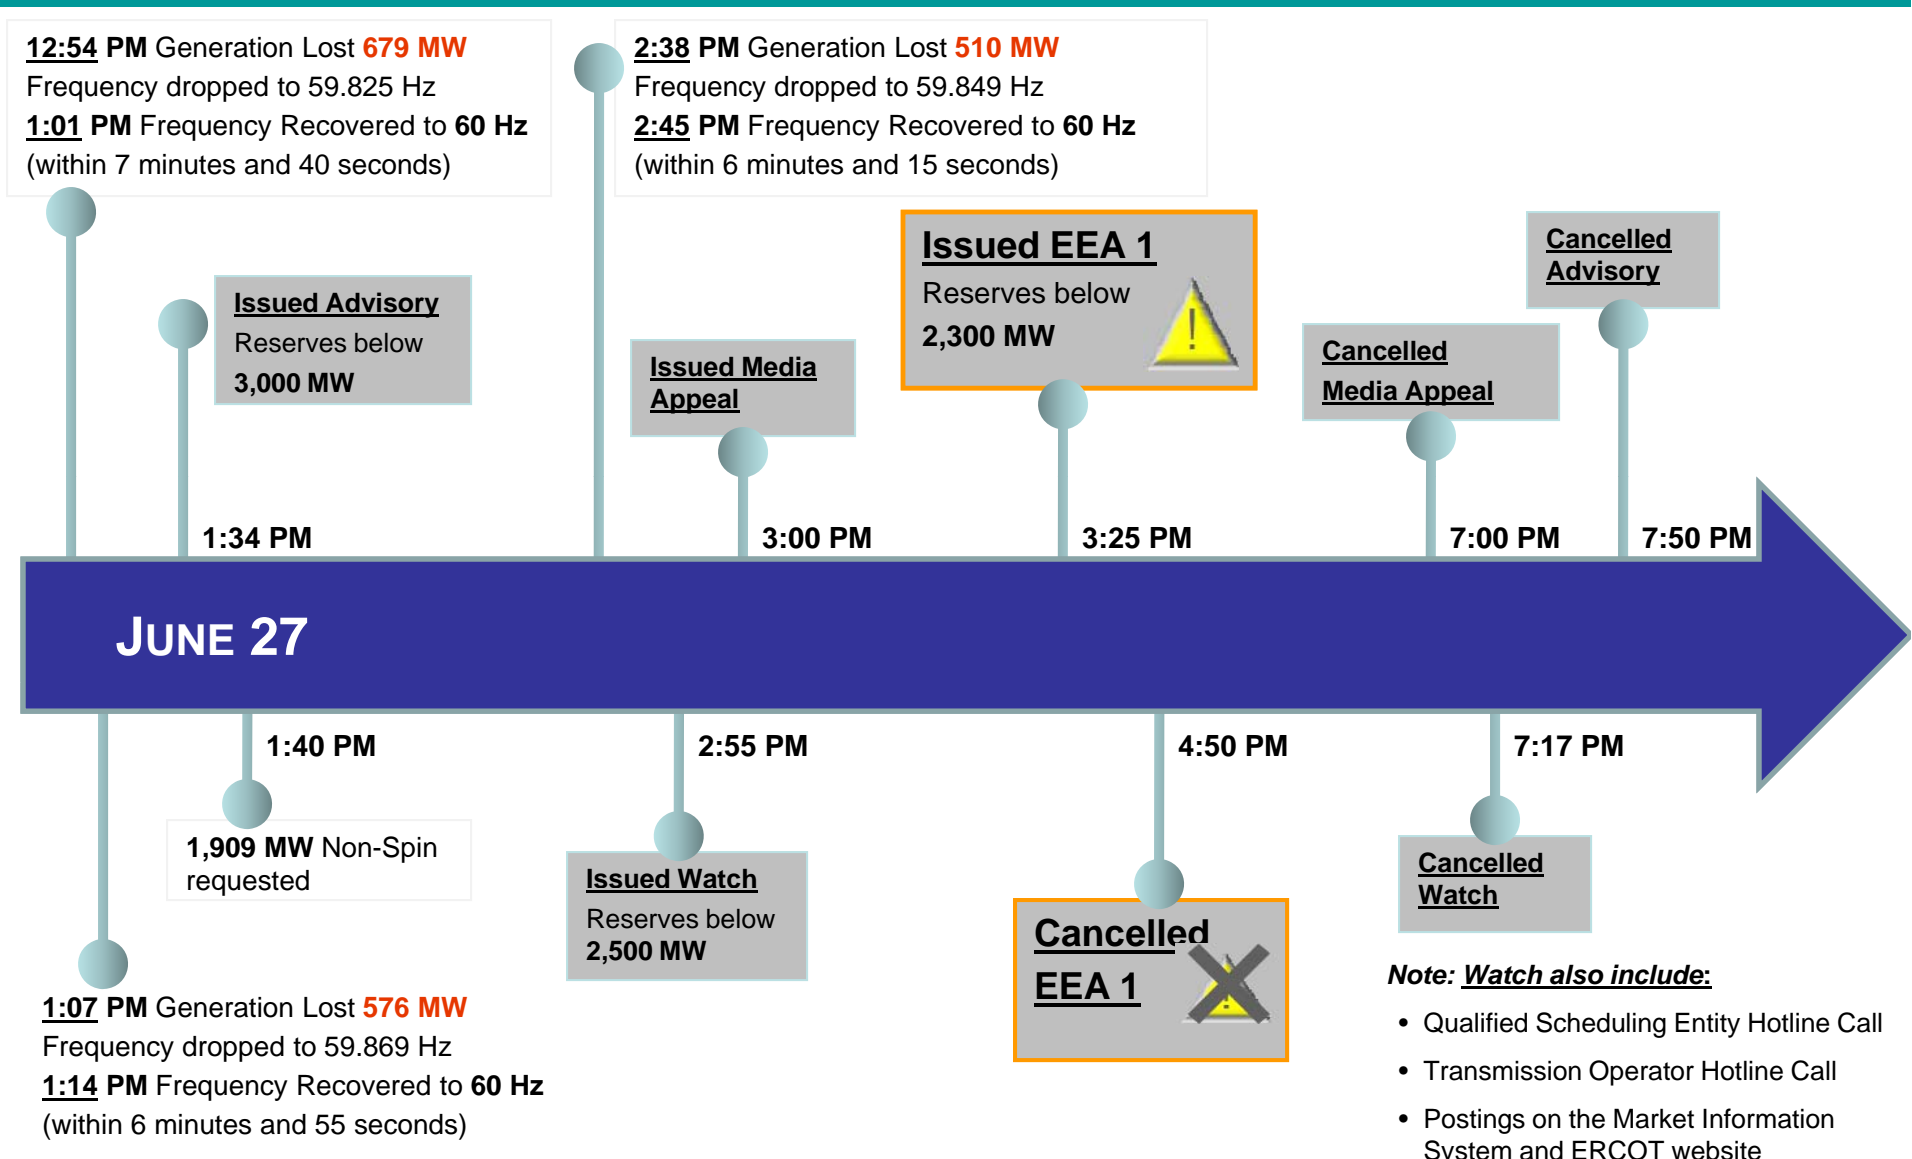 12:54 PM Generation Lost 679 MW
Frequency dropped to 59.825 Hz
1:01 PM Frequency Recovered to 60 Hz
(within 7 minutes and 40 seconds)
2:38 PM Generation Lost 510 MW
Frequency dropped to 59.849 Hz
2:45 PM Frequency Recovered to 60 Hz
(within 6 minutes and 15 seconds)
Issued Advisory
Reserves below
3,000 MW
Issued Media
Appeal
Issued EEA 1
Reserves below
2,300 MW
!
Cancelled
Media Appeal
Cancelled
Advisory
1:34 PM
3:00 PM
3:25 PM
7:00 PM
7:50 PM
JUNE 27
1:40 PM
2:55 PM
4:50 PM
7:17 PM
1,909 MW Non-Spin
requested
Issued Watch
Reserves below
2,500 MW
Cancelled
EEA 1
Cancelled
Watch
1:07 PM Generation Lost 576 MW
Frequency dropped to 59.869 Hz
1:14 PM Frequency Recovered to 60 Hz
(within 6 minutes and 55 seconds)
Note: Watch also include:
• Qualified Scheduling Entity Hotline Call
• Transmission Operator Hotline Call
• Postings on the Market Information
System and ERCOT website